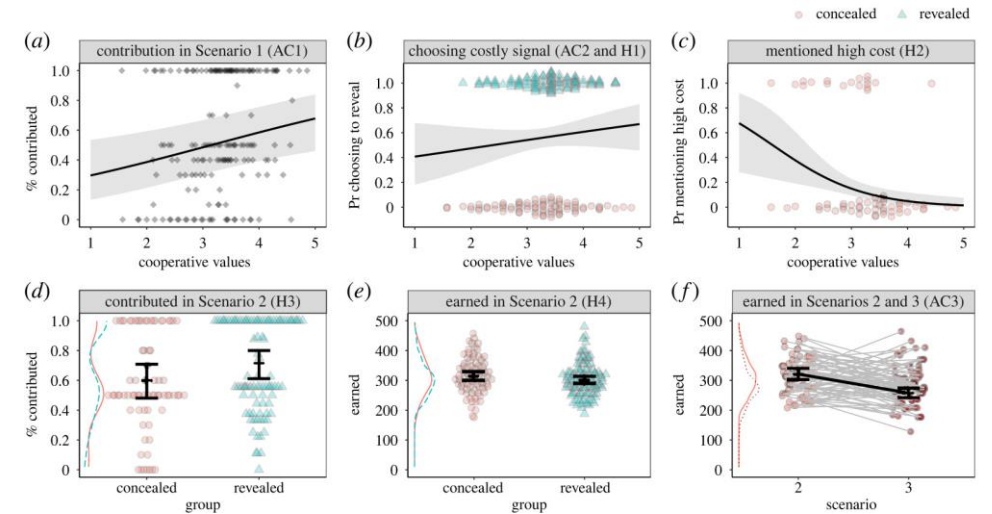 concealed revealed
(a) (b) (c)
contribution in Scenario 1 (AC1) choosing costly signal (AC2 and H1) mentioned high cost (H2)
% contributed
1.0
0.8
0.6
0.4
0.2
0
1 2 3 4 5
cooperative values
Pr choosing to reveal
1.0
0.8
0.6
0.4
0.2
0
1 2 3 4 5
cooperative values
Pr mentioning high cost
1.0
0.8
0.6
0.4
0.2
0
1 2 3 4 5
cooperative values
(d) (e) (f)
contributed in Scenario 2 (H3) earned in Scenario 2 (H4) earned in Scenarios 2 and 3 (AC3)
% contributed
1.0
0.8
0.6
0.4
0.2
0
concealed revealed
group
earned
500
400
300
200
100
0
concealed revealed
group
earned
500
400
300
200
100
0
2 3
scenario